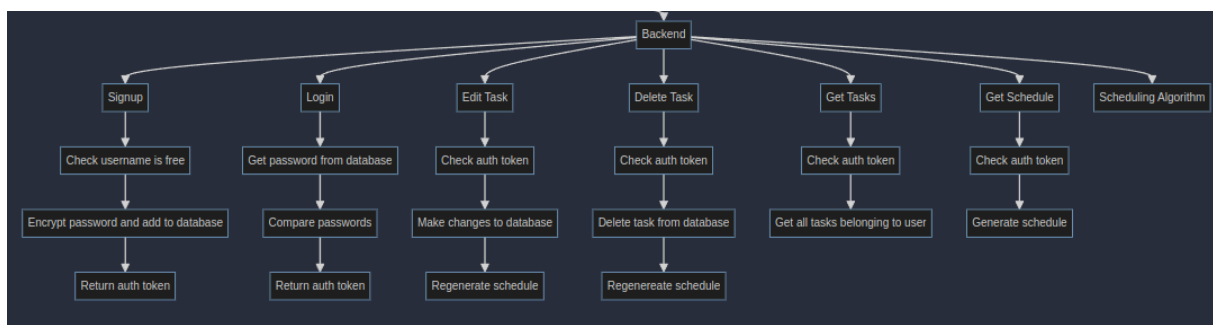 Backend
Signup
Login
Edit Task
Delete Task
Get Tasks
Get Schedule
Scheduling Algorithm
Check username is free
Get password from database
Check auth token
Check auth token
Check auth token
Check auth token
Encrypt password and add to database
Compare passwords
Make changes to database
Delete task from database
Get all tasks belonging to user
Generate schedule
Return auth token
Return auth token
Regenerate schedule
Regenereate schedule